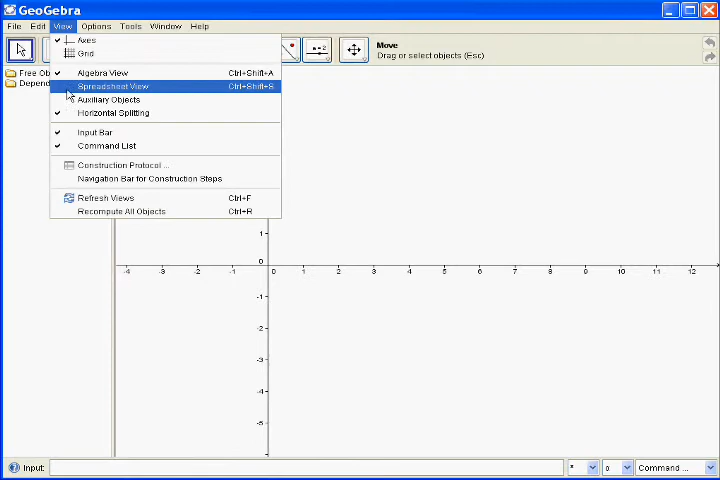 GeoGebra
File Edit View Options Tools Window Help
Axes
Grid
Algebra View Ctrl+Shift+A
Spreadsheet View Ctrl+Shift+S
Auxiliary Objects
Horizontal Splitting
Input Bar
Command List
Construction Protocol ...
Navigation Bar for Construction Steps
Refresh Views Ctrl+F
Recompute All Objects Ctrl+R
a=2
Move
Drag or select objects (Esc)
Free Ob
Depend
1
0
-4 -3 -2 -1 0 1 2 3 4 5 6 7 8 9 10 11 12
-1
-2
-3
-4
-5
Input:
Command ...